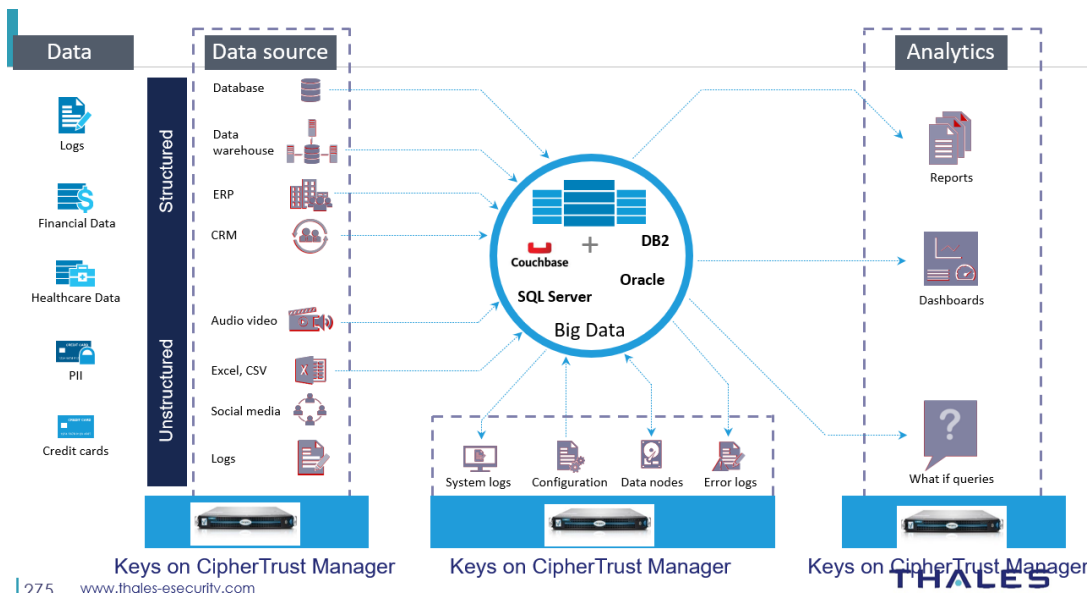 Data
Data source
Analytics
Logs
Financial Data
Healthcare Data
PII
Credit cards
Structured
Unstructured
Database
Data
warehouse
ERP
CRM
Audio video
Excel, CSV
Social media
Logs
Couchbase
+
DB2
Oracle
SQL Server
Big Data
System logs
Configuration
Data nodes
Error logs
Reports
Dashboards
?
What if queries
Keys on CipherTrust Manager
Keys on CipherTrust Manager
Keys on CipherTrust Manager
275
www.thales-esecurity.com
THALES